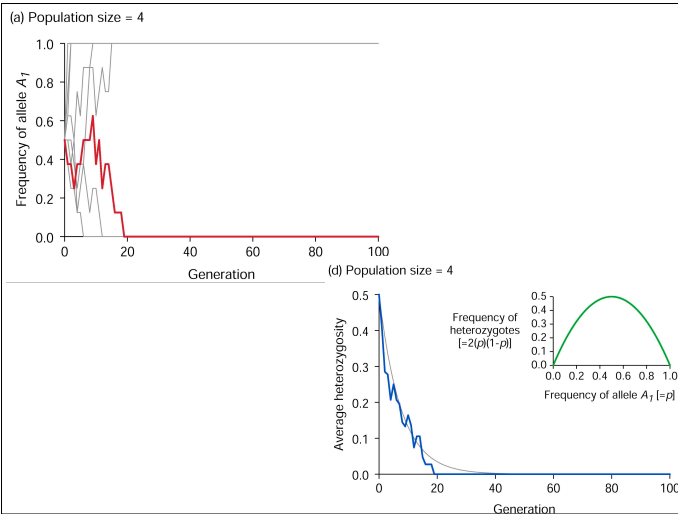 (a) Population size = 4
1.0
0.8
0.6
0.4
0.2
0.0
Frequency of allele A1
0 20 40 60 80 100
Generation
(d) Population size = 4
0.5
0.4
0.3
0.2
0.1
0.0
Average heterozygosity
0 20 40 60 80 100
Generation
Frequency of
heterozygotes
[=2(p)(1-p)]
0.5
0.4
0.3
0.2
0.1
0.0
0.0 0.2 0.4 0.6 0.8 1.0
Frequency of allele A1 [=p]